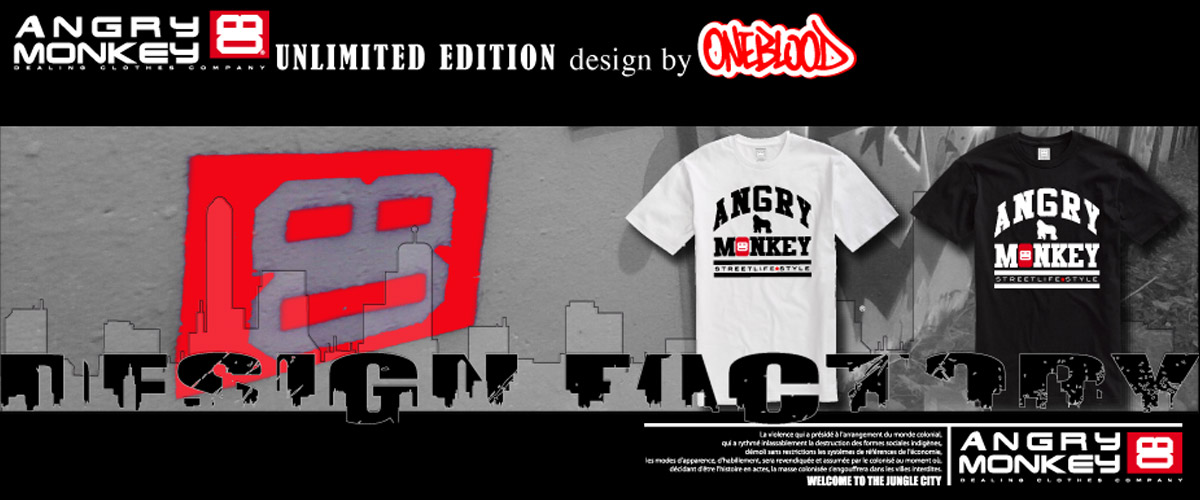 ANGRY
MONKEY
DEALING CLOTHES COMPANY
UNLIMITED EDITION design by ONEBLOOD
ANGRY
MONKEY
STREETLIFE★STYLE
ANGRY
MONKEY
STREETLIFE★STYLE
DESIGN FACTORY
La violence qui a présidé à l'arrangement du monde colonial,
qui a rythmé inlassablement la destruction des formes sociales indigènes,
démoli sans restrictions les systèmes de références de l'économie,
les modes d'apparence, d'habillement, sera revendiquée et assumée par le colonisé au moment où,
décidant d'être l'histoire en actes, la masse colonisée s'engouffrera dans les villes interdites.
WELCOME TO THE JUNGLE CITY
ANGRY
MONKEY
DEALING CLOTHES COMPANY